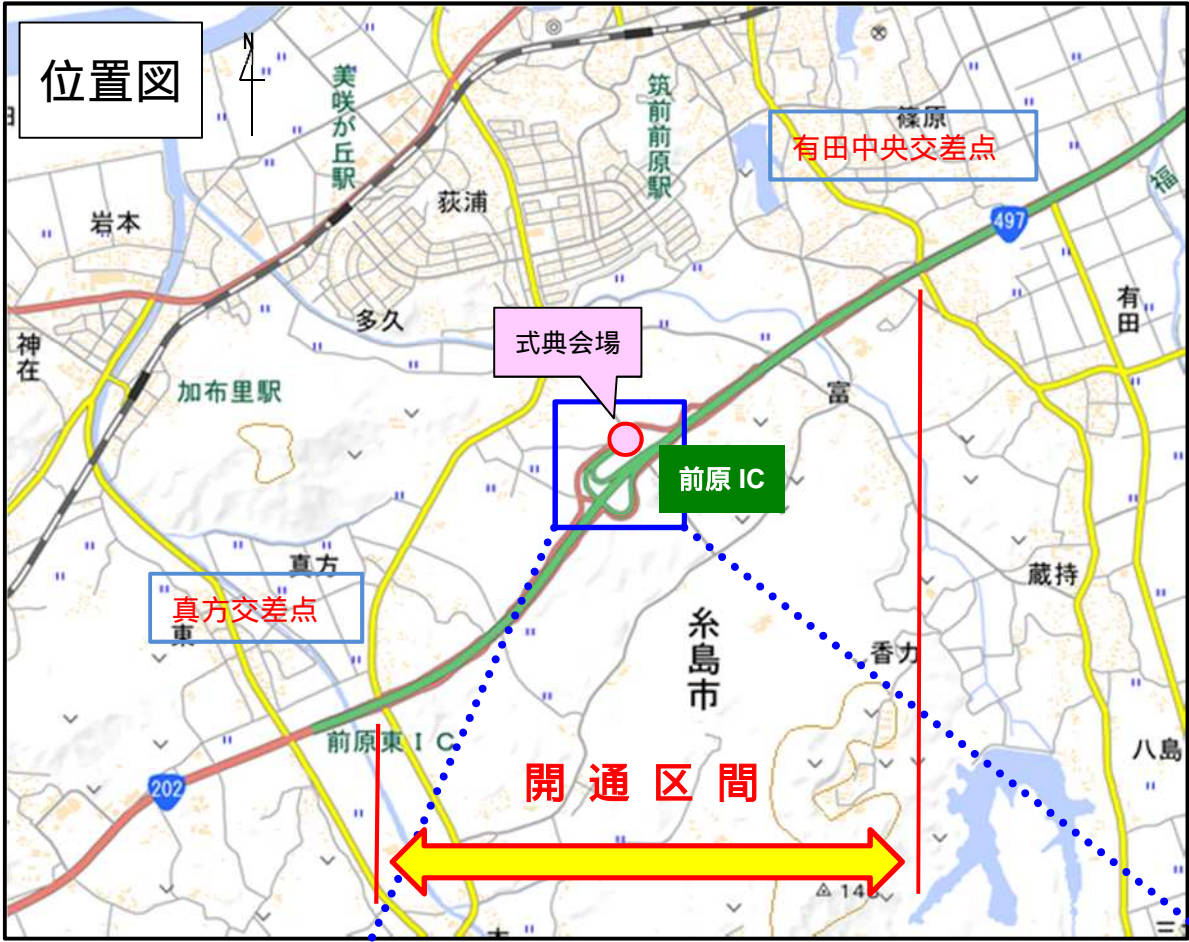 位置図
N
美咲が丘駅
筑前前原駅
篠原
有田中央交差点
福
荻浦
岩本
497
有田
多久
式典会場
神在
加布里駅
富
前原 IC
真方
蔵持
真方交差点
東
糸島市
香力
前原東IC
八島
開通区間
202